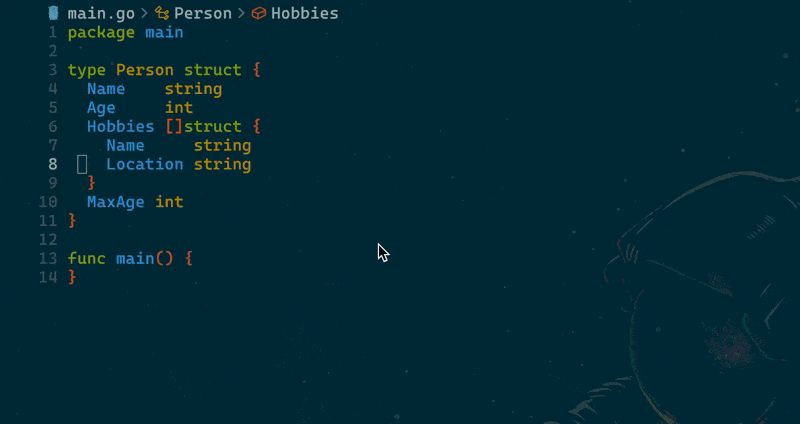 main.go > Person > Hobbies
1 package main
2
3 type Person struct {
4   Name    string
5   Age     int
6   Hobbies []struct {
7     Name     string
8     Location string
9   }
10   MaxAge int
11 }
12
13 func main() {
14 }